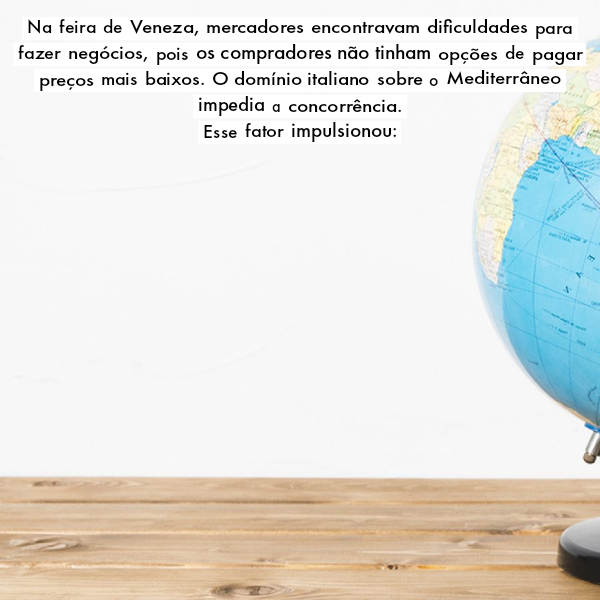 Na feira de Veneza, mercadores encontravam dificuldades para
fazer negócios, pois os compradores não tinham opções de pagar
preços mais baixos. O domínio italiano sobre o Mediterrâneo
impedia a concorrência.
Esse fator impulsionou: